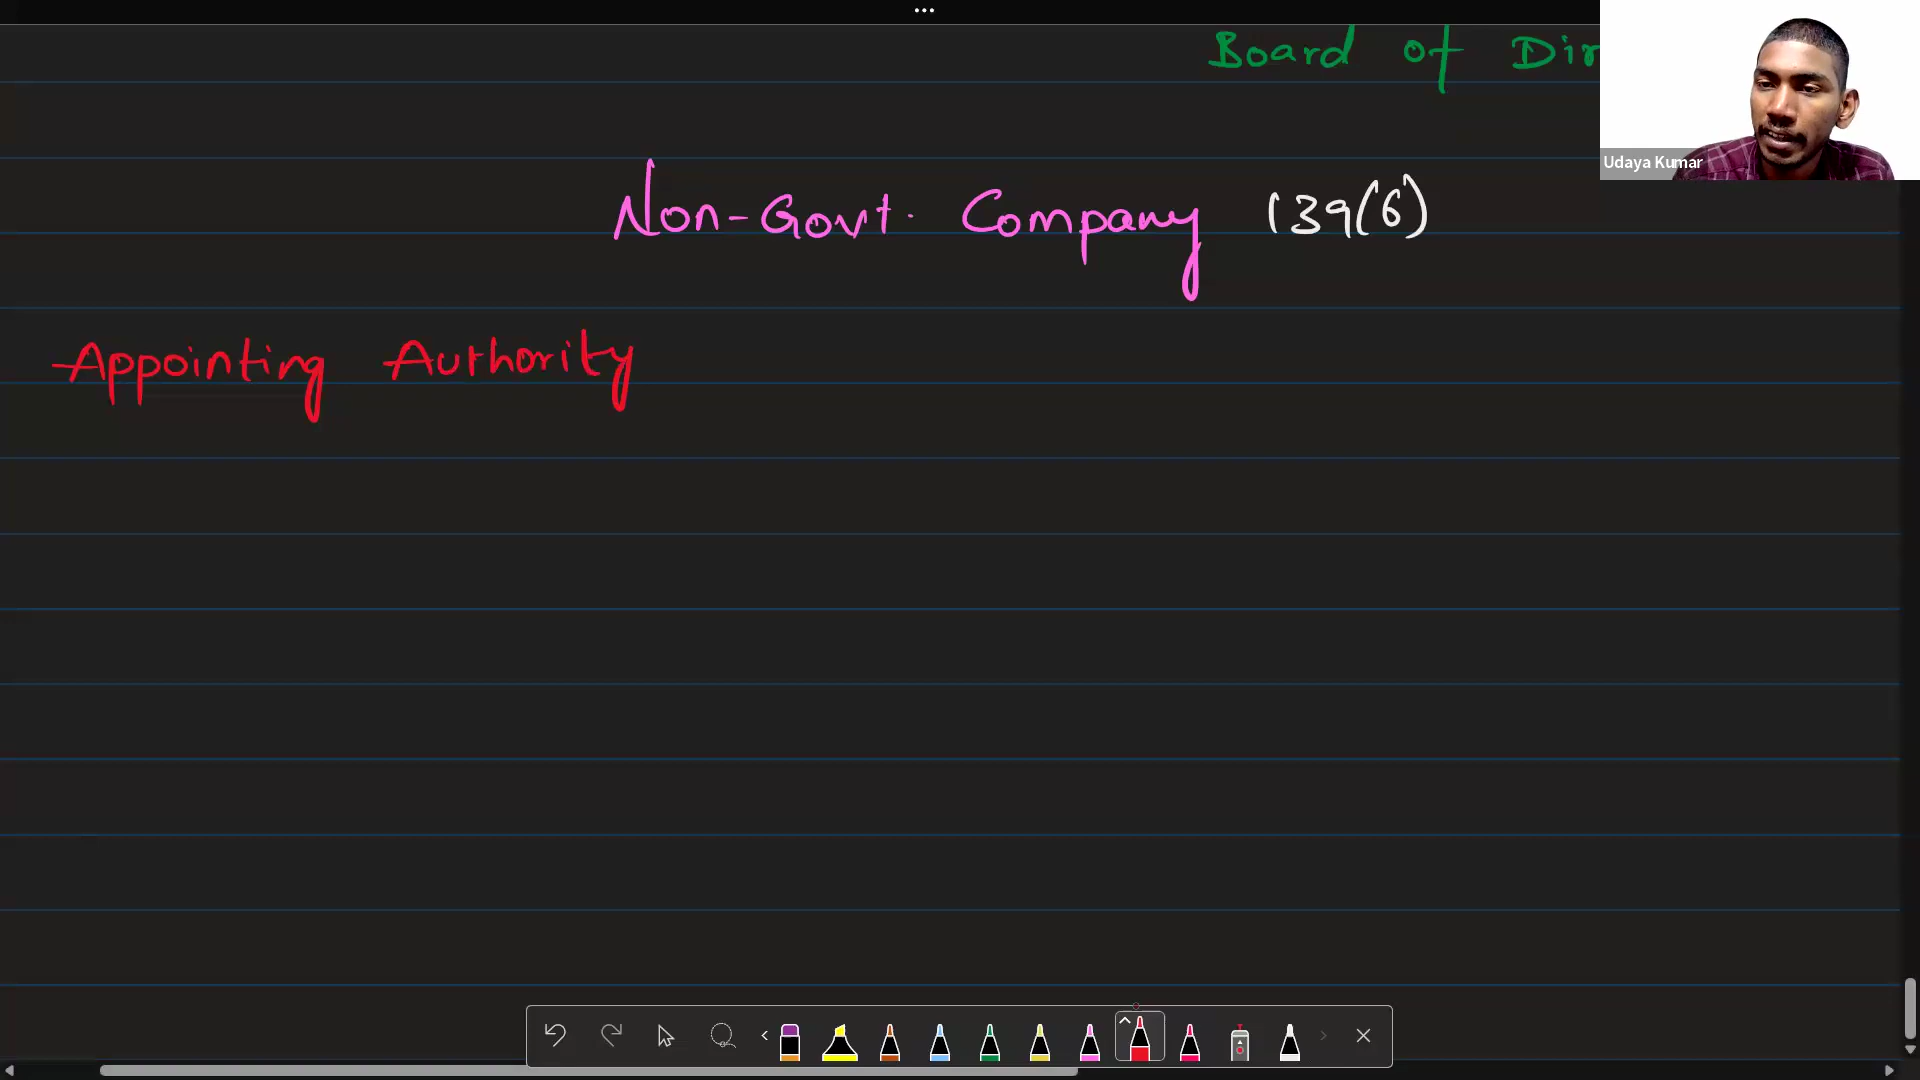 Board of Dir
Udaya Kumar
Non-Govt. Company 139(6)
Appointing Authority